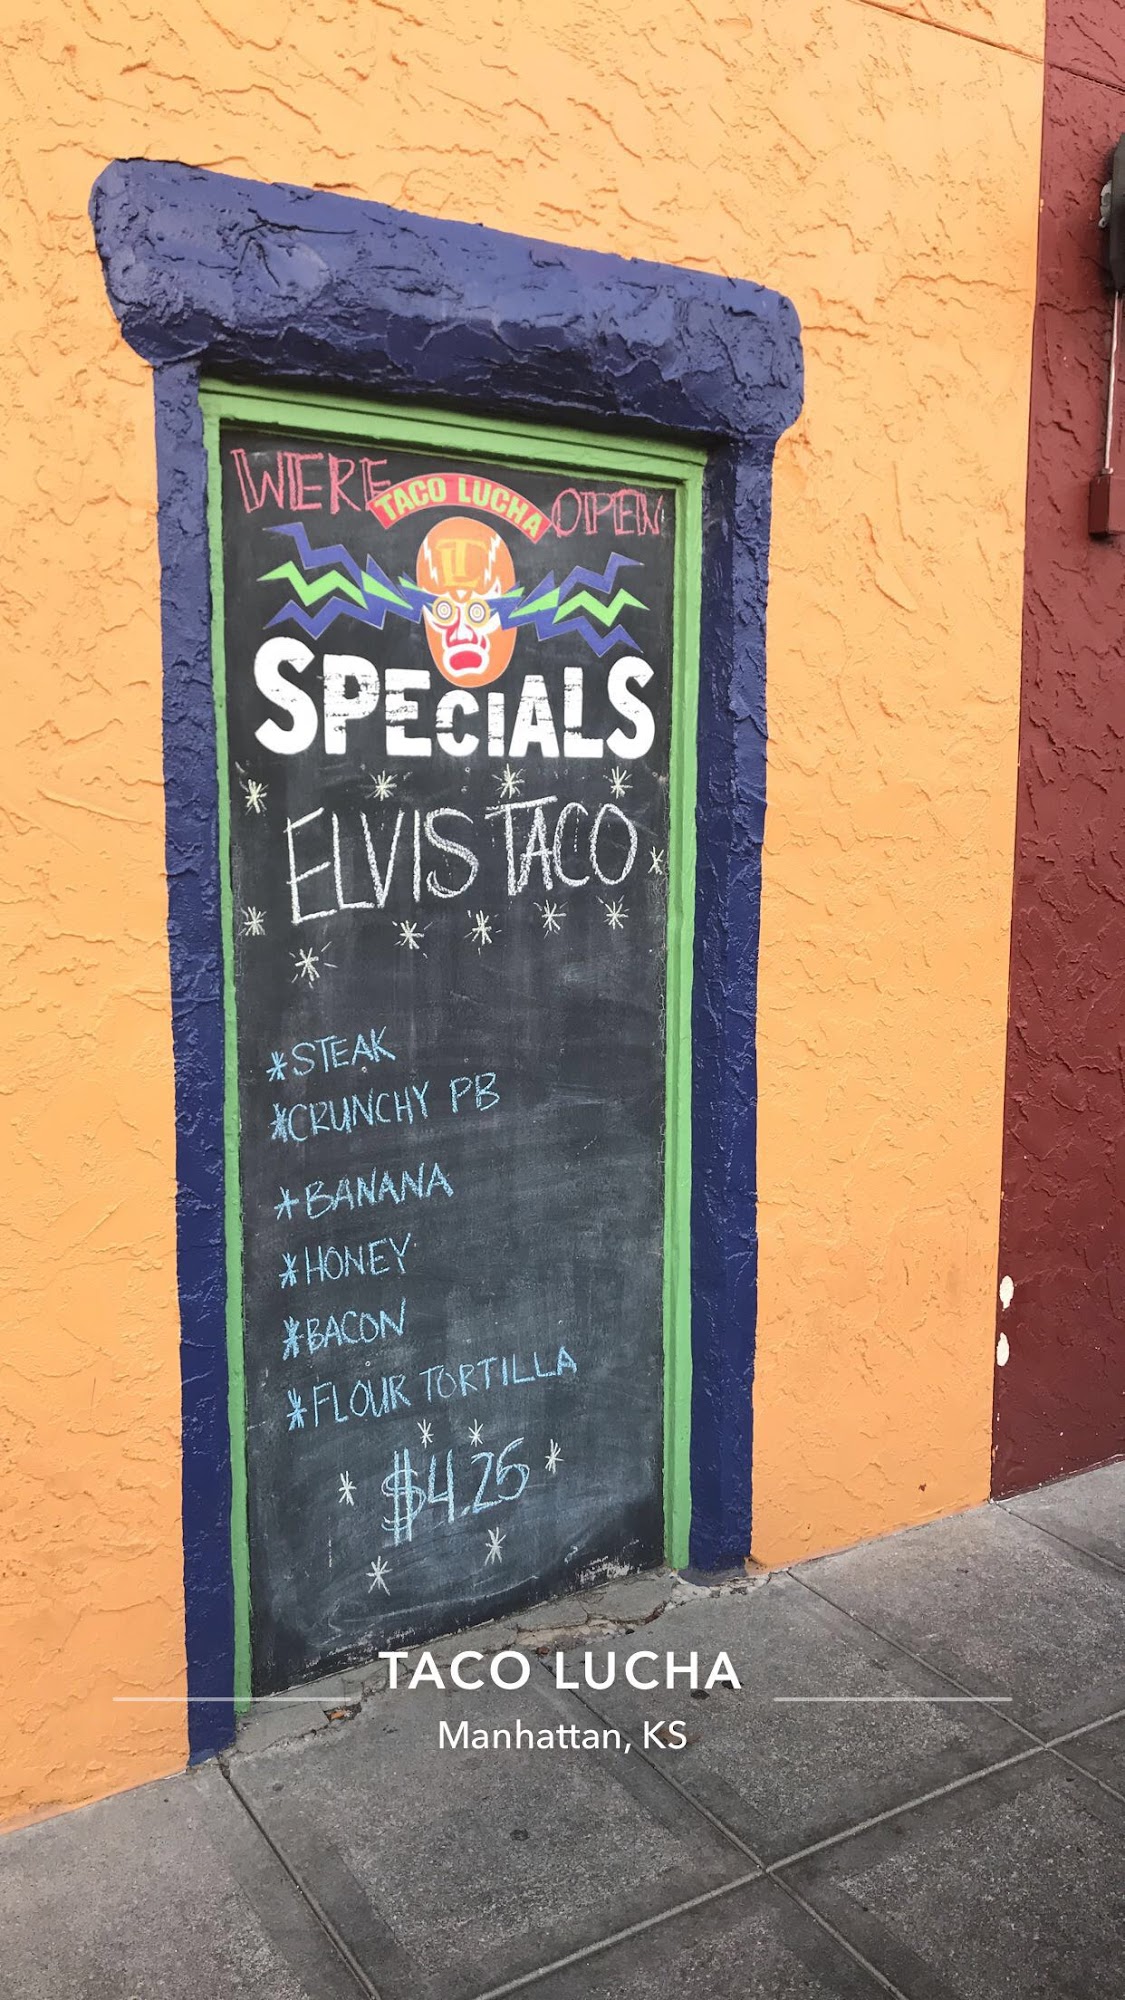 WERE OPEN
TACO LUCHA
TL
SPECIALS
ELVIS TACO
*STEAK
*CRUNCHY PB
*BANANA
*HONEY
*BACON
*FLOUR TORTILLA
$4.25
TACO LUCHA
Manhattan, KS